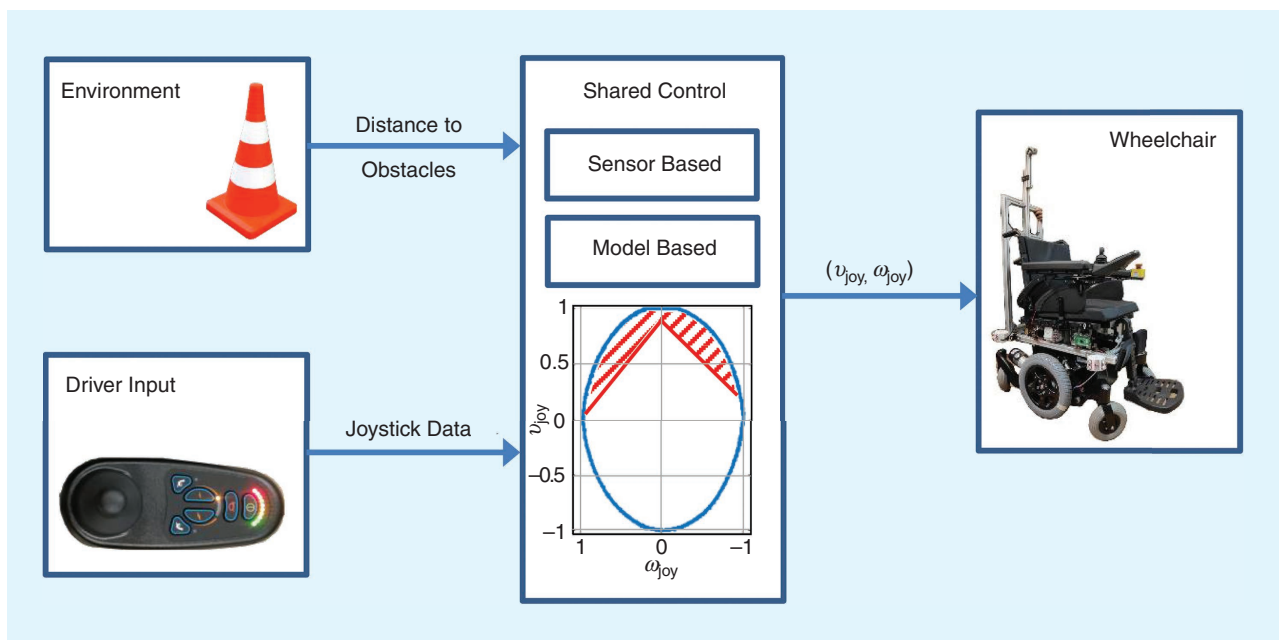 Environment
Distance to
Obstacles
Driver Input
Joystick Data
Shared Control
Sensor Based
Model Based
1
0.5
0
−0.5
−1
υjoy
1
0
−1
ωjoy
(υjoy, ωjoy)
Wheelchair